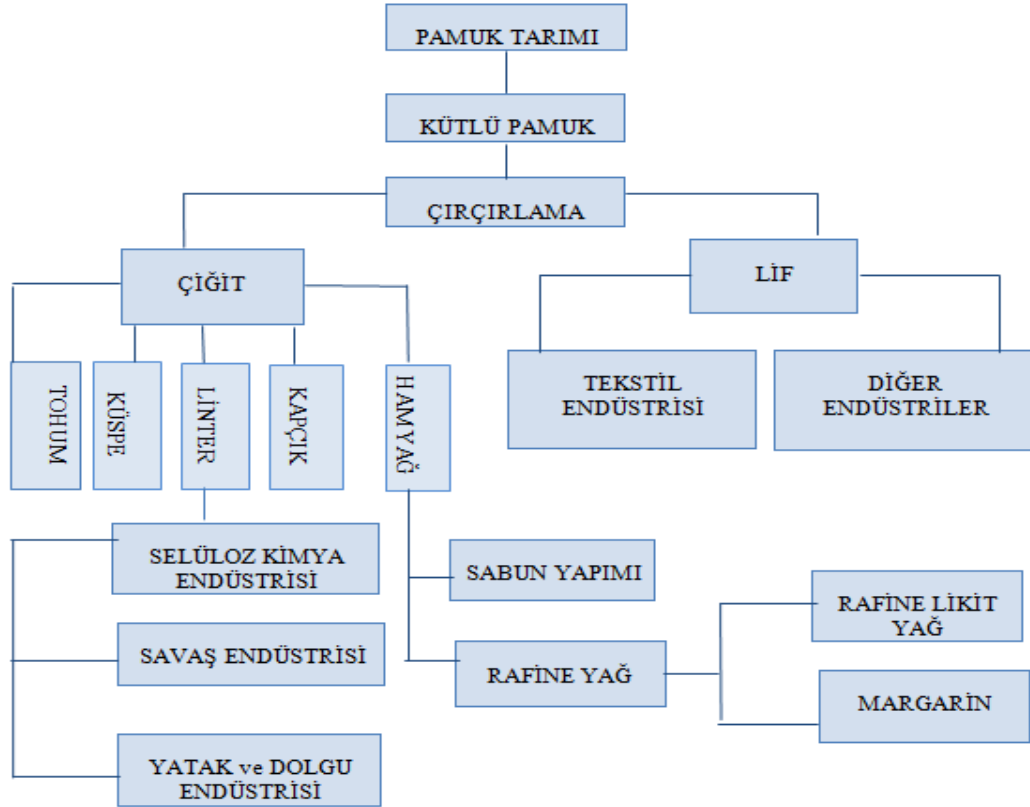 PAMUK TARIMI
KÜTLÜ PAMUK
ÇIRÇIRLAMA
ÇİĞİT
LİF
TOHUM
KÜSPE
LİNTER
KAPÇIK
HAMYAĞ
TEKSTİL
ENDÜSTRİSİ
DİĞER
ENDÜSTRİLER
SELÜLOZ KİMYA
ENDÜSTRİSİ
SAVAŞ ENDÜSTRİSİ
YATAK ve DOLGU
ENDÜSTRİSİ
SABUN YAPIMI
RAFİNE YAĞ
RAFİNE LİKİT
YAĞ
MARGARİN